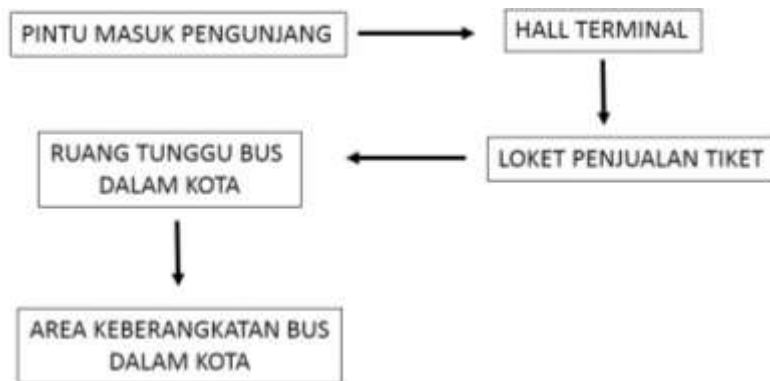 PINTU MASUK PENGUNJANG
HALL TERMINAL
LOKET PENJUALAN TIKET
RUANG TUNGGU BUS
DALAM KOTA
AREA KEBERANGKATAN BUS
DALAM KOTA